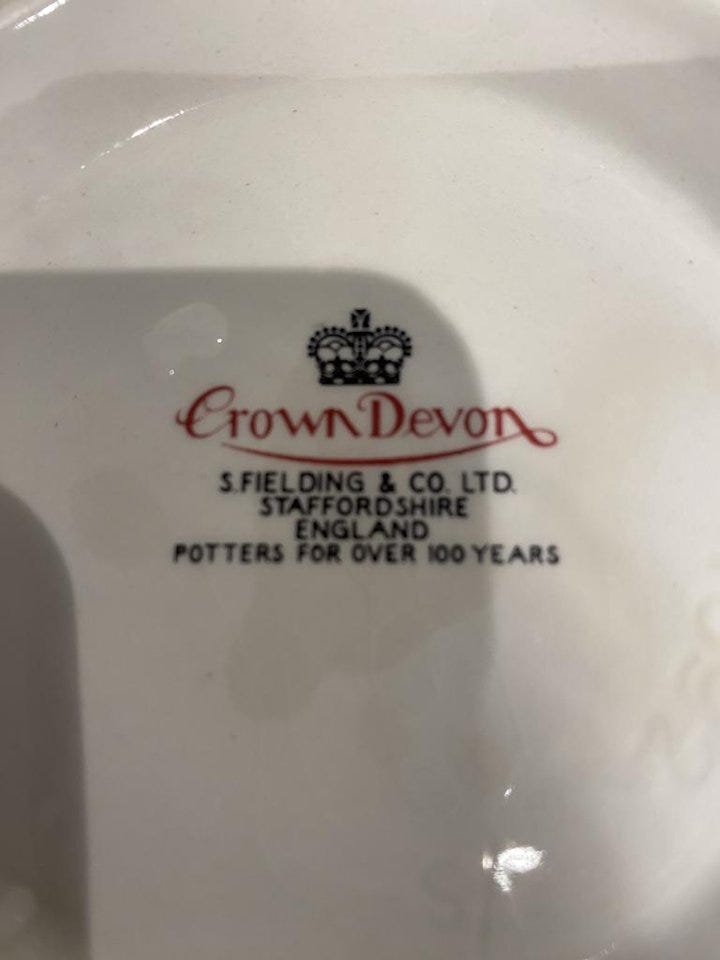 Crown Devon
S. FIELDING & CO. LTD.
STAFFORDSHIRE
ENGLAND
POTTERS FOR OVER 100 YEARS